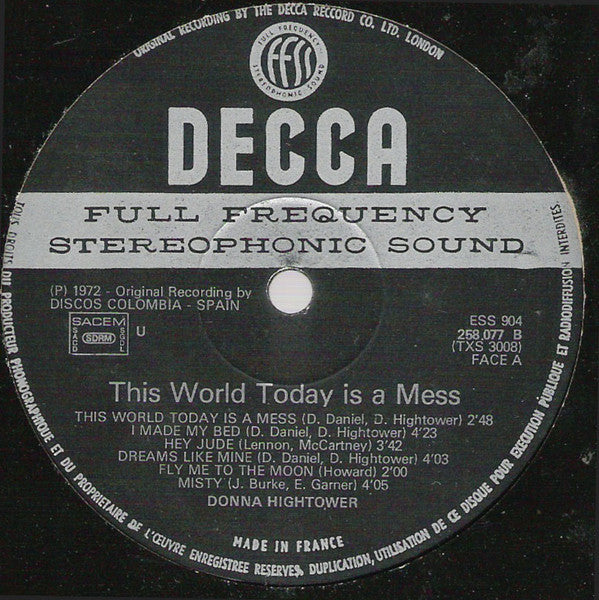 ORIGINAL RECORDING BY THE DECCA RECCORD CO. LTD. LONDON
FULL FREQUENCY
FFSS
STEREOPHONIC SOUND
DECCA
FULL FREQUENCY
STEREOPHONIC SOUND
(P) 1972 - Original Recording by
DISCOS COLOMBIA - SPAIN
SACEM
SACD
SDRM
U
ESS 904
258.077 B
(TXS 3008)
FACE A
This World Today is a Mess
THIS WORLD TODAY IS A MESS (D. Daniel, D. Hightower) 2'48
I MADE MY BED (D. Daniel, D. Hightower) 4'23
HEY JUDE (Lennon, McCartney) 3'42
DREAMS LIKE MINE (D. Daniel, D. Hightower) 4'03
FLY ME TO THE MOON (Howard) 2'00
MISTY (J. Burke, E. Garner) 4'05
DONNA HIGHTOWER
MADE IN FRANCE
TOUS DROITS DU PRODUCTEUR PHONOGRAPHIQUE ET DU PROPRIETAIRE DE L'ŒUVRE ENREGISTREE RESERVES, DUPLICATION, UTILISATION DE CE DISQUE POUR EXECUTION PUBLIQUE ET RADIODIFFUSION INTERDITES